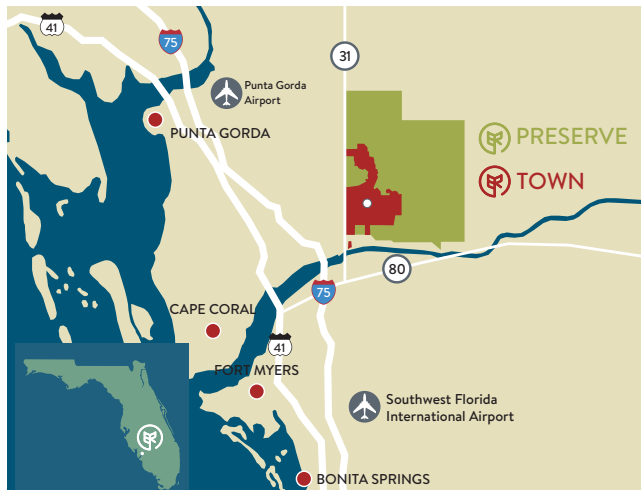 41
75
31
Punta Gorda
Airport
PUNTA GORDA
PRESERVE
TOWN
80
75
CAPE CORAL
41
FORT MYERS
Southwest Florida
International Airport
BONITA SPRINGS